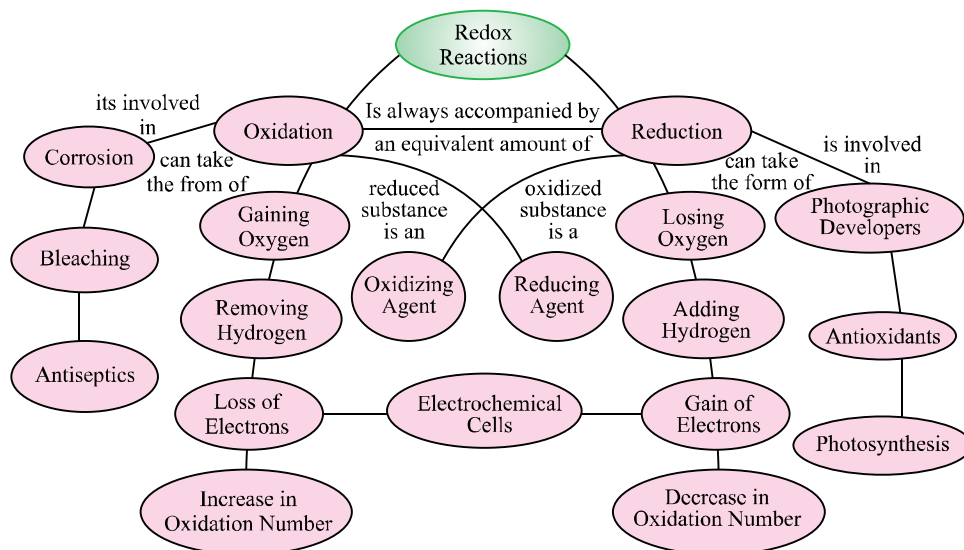 Redox
Reactions
its involved
in
Oxidation
Is always accompanied by
an equivalent amount of
Reduction
is involved
in
Corrosion
can take
the from of
reduced
substance
is an
oxidized
substance
is a
can take
the form of
Photographic
Developers
Gaining
Oxygen
Losing
Oxygen
Bleaching
Oxidizing
Agent
Reducing
Agent
Removing
Hydrogen
Adding
Hydrogen
Antioxidants
Antiseptics
Loss of
Electrons
Electrochemical
Cells
Gain of
Electrons
Photosynthesis
Increase in
Oxidation Number
Decrease in
Oxidation Number